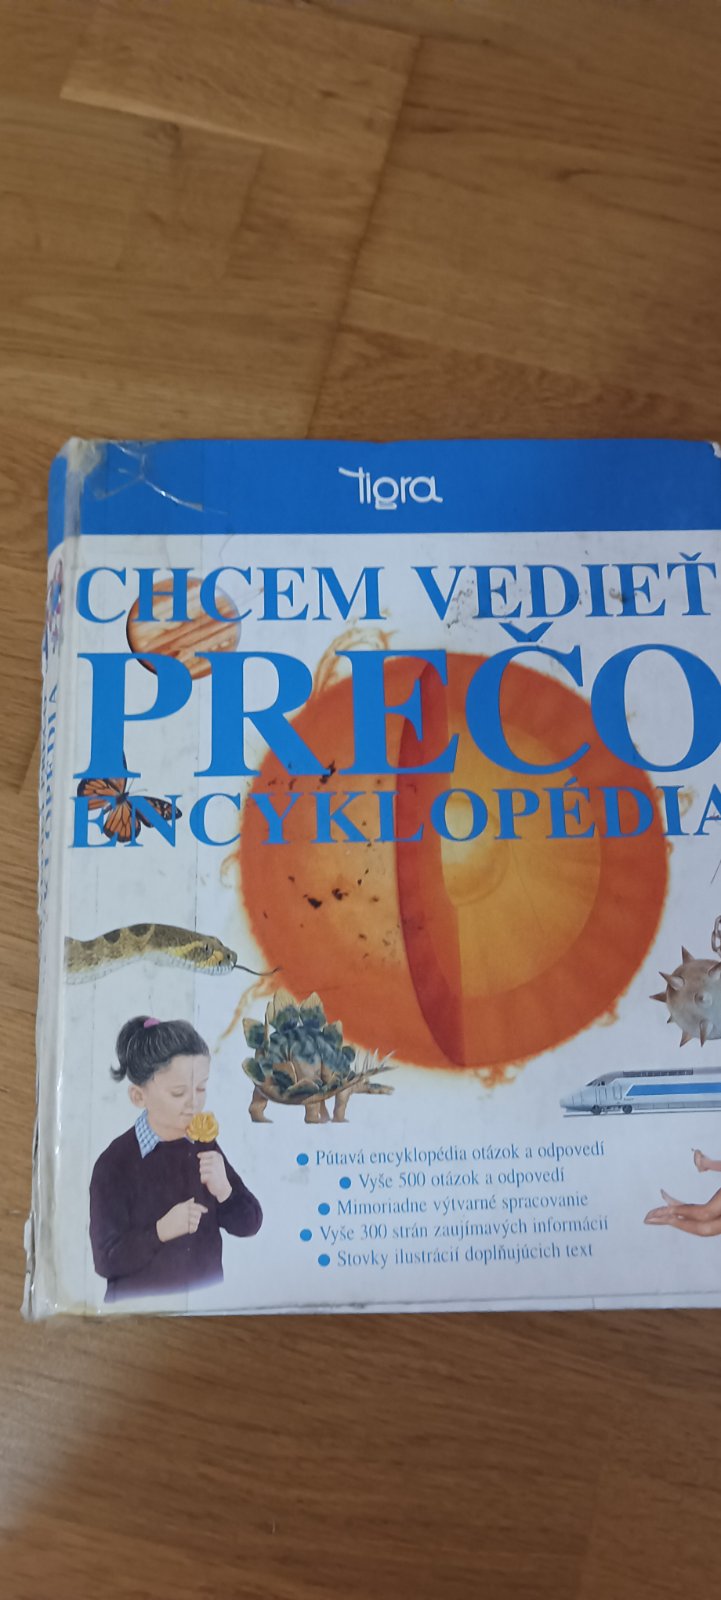 tigra
CHCEM VEDIEŤ
PREČO
ENCYKLOPÉDIA
● Pútavá encyklopédia otázok a odpovedí
● Vyše 500 otázok a odpovedí
● Mimoriadne výtvarné spracovanie
● Vyše 300 strán zaujímavých informácií
● Stovky ilustrácií doplňujúcich text